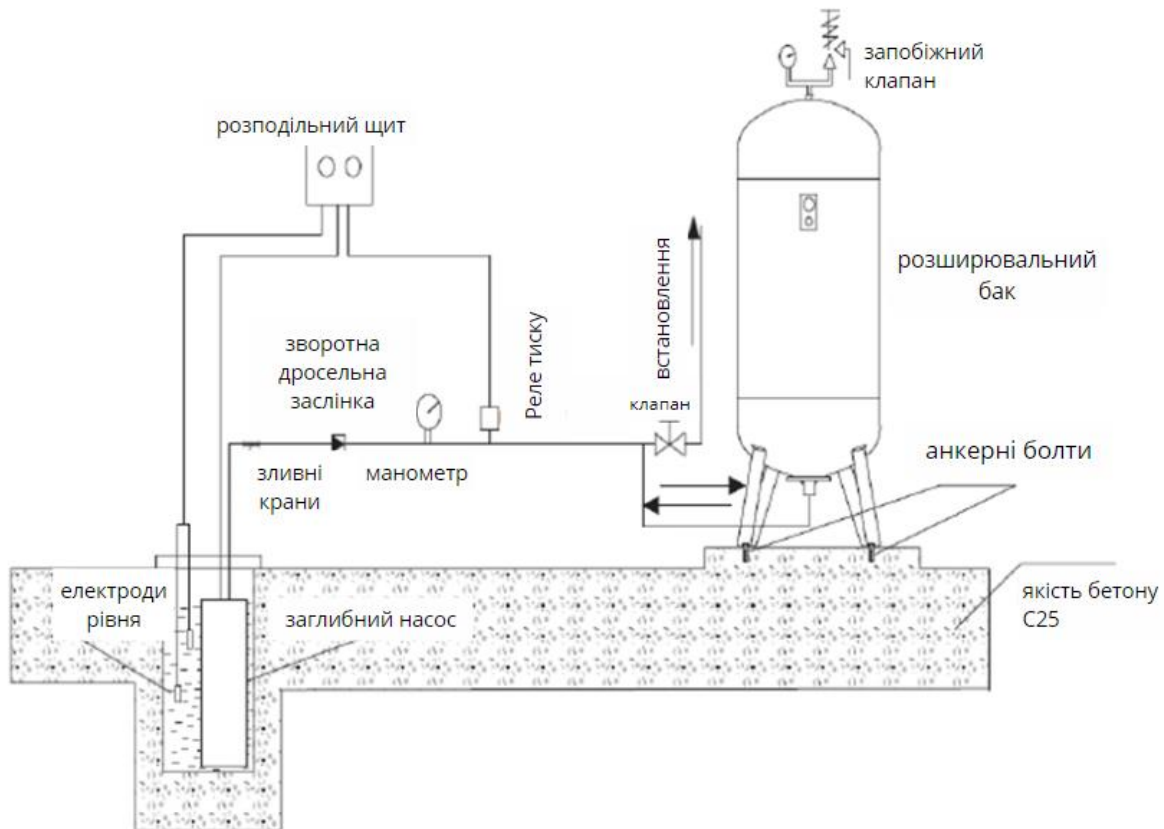 запобіжний
клапан
розподільний щит
встановлення
розширювальний
бак
Реле тиску
зворотна
дросельна
заслінка
клапан
анкерні болти
зливні
крани
манометр
електроди
рівня
заглибний насос
якість бетону
С25